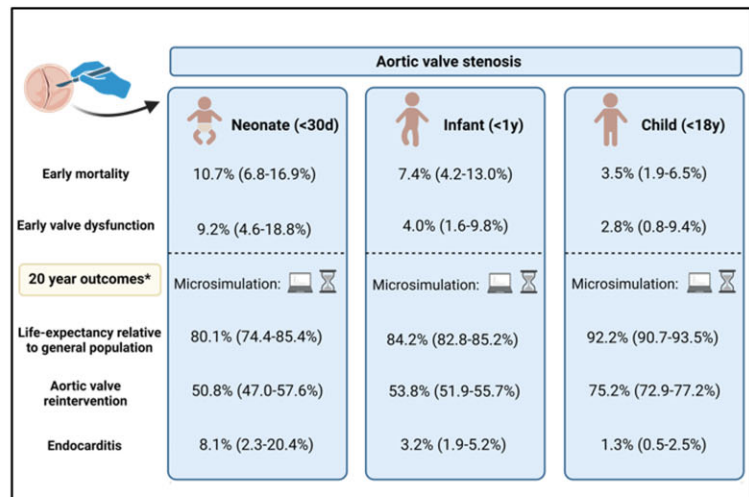 Aortic valve stenosis
Neonate (<30d) Infant (<1y) Child (<18y)
Early mortality 10.7% (6.8-16.9%) 7.4% (4.2-13.0%) 3.5% (1.9-6.5%)
Early valve dysfunction 9.2% (4.6-18.8%) 4.0% (1.6-9.8%) 2.8% (0.8-9.4%)
20 year outcomes* Microsimulation: Microsimulation: Microsimulation:
Life-expectancy relative
to general population 80.1% (74.4-85.4%) 84.2% (82.8-85.2%) 92.2% (90.7-93.5%)
Aortic valve
reintervention 50.8% (47.0-57.6%) 53.8% (51.9-55.7%) 75.2% (72.9-77.2%)
Endocarditis 8.1% (2.3-20.4%) 3.2% (1.9-5.2%) 1.3% (0.5-2.5%)